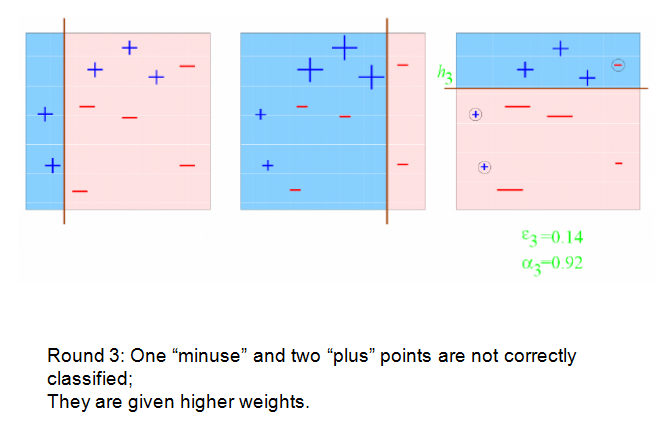 h3
ε3=0.14
α3=0.92
Round 3: One “minuse” and two “plus” points are not correctly
classified;
They are given higher weights.